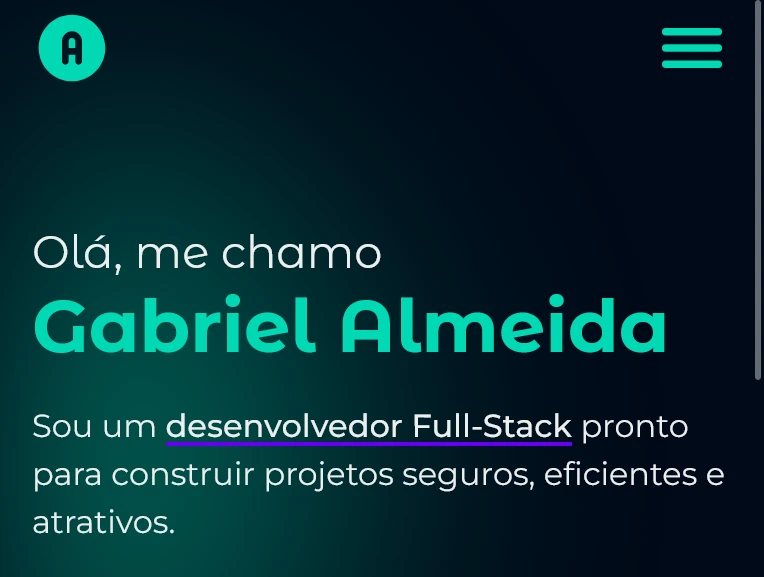 A
Olá, me chamo
Gabriel Almeida
Sou um desenvolvedor Full-Stack pronto
para construir projetos seguros, eficientes e
atrativos.